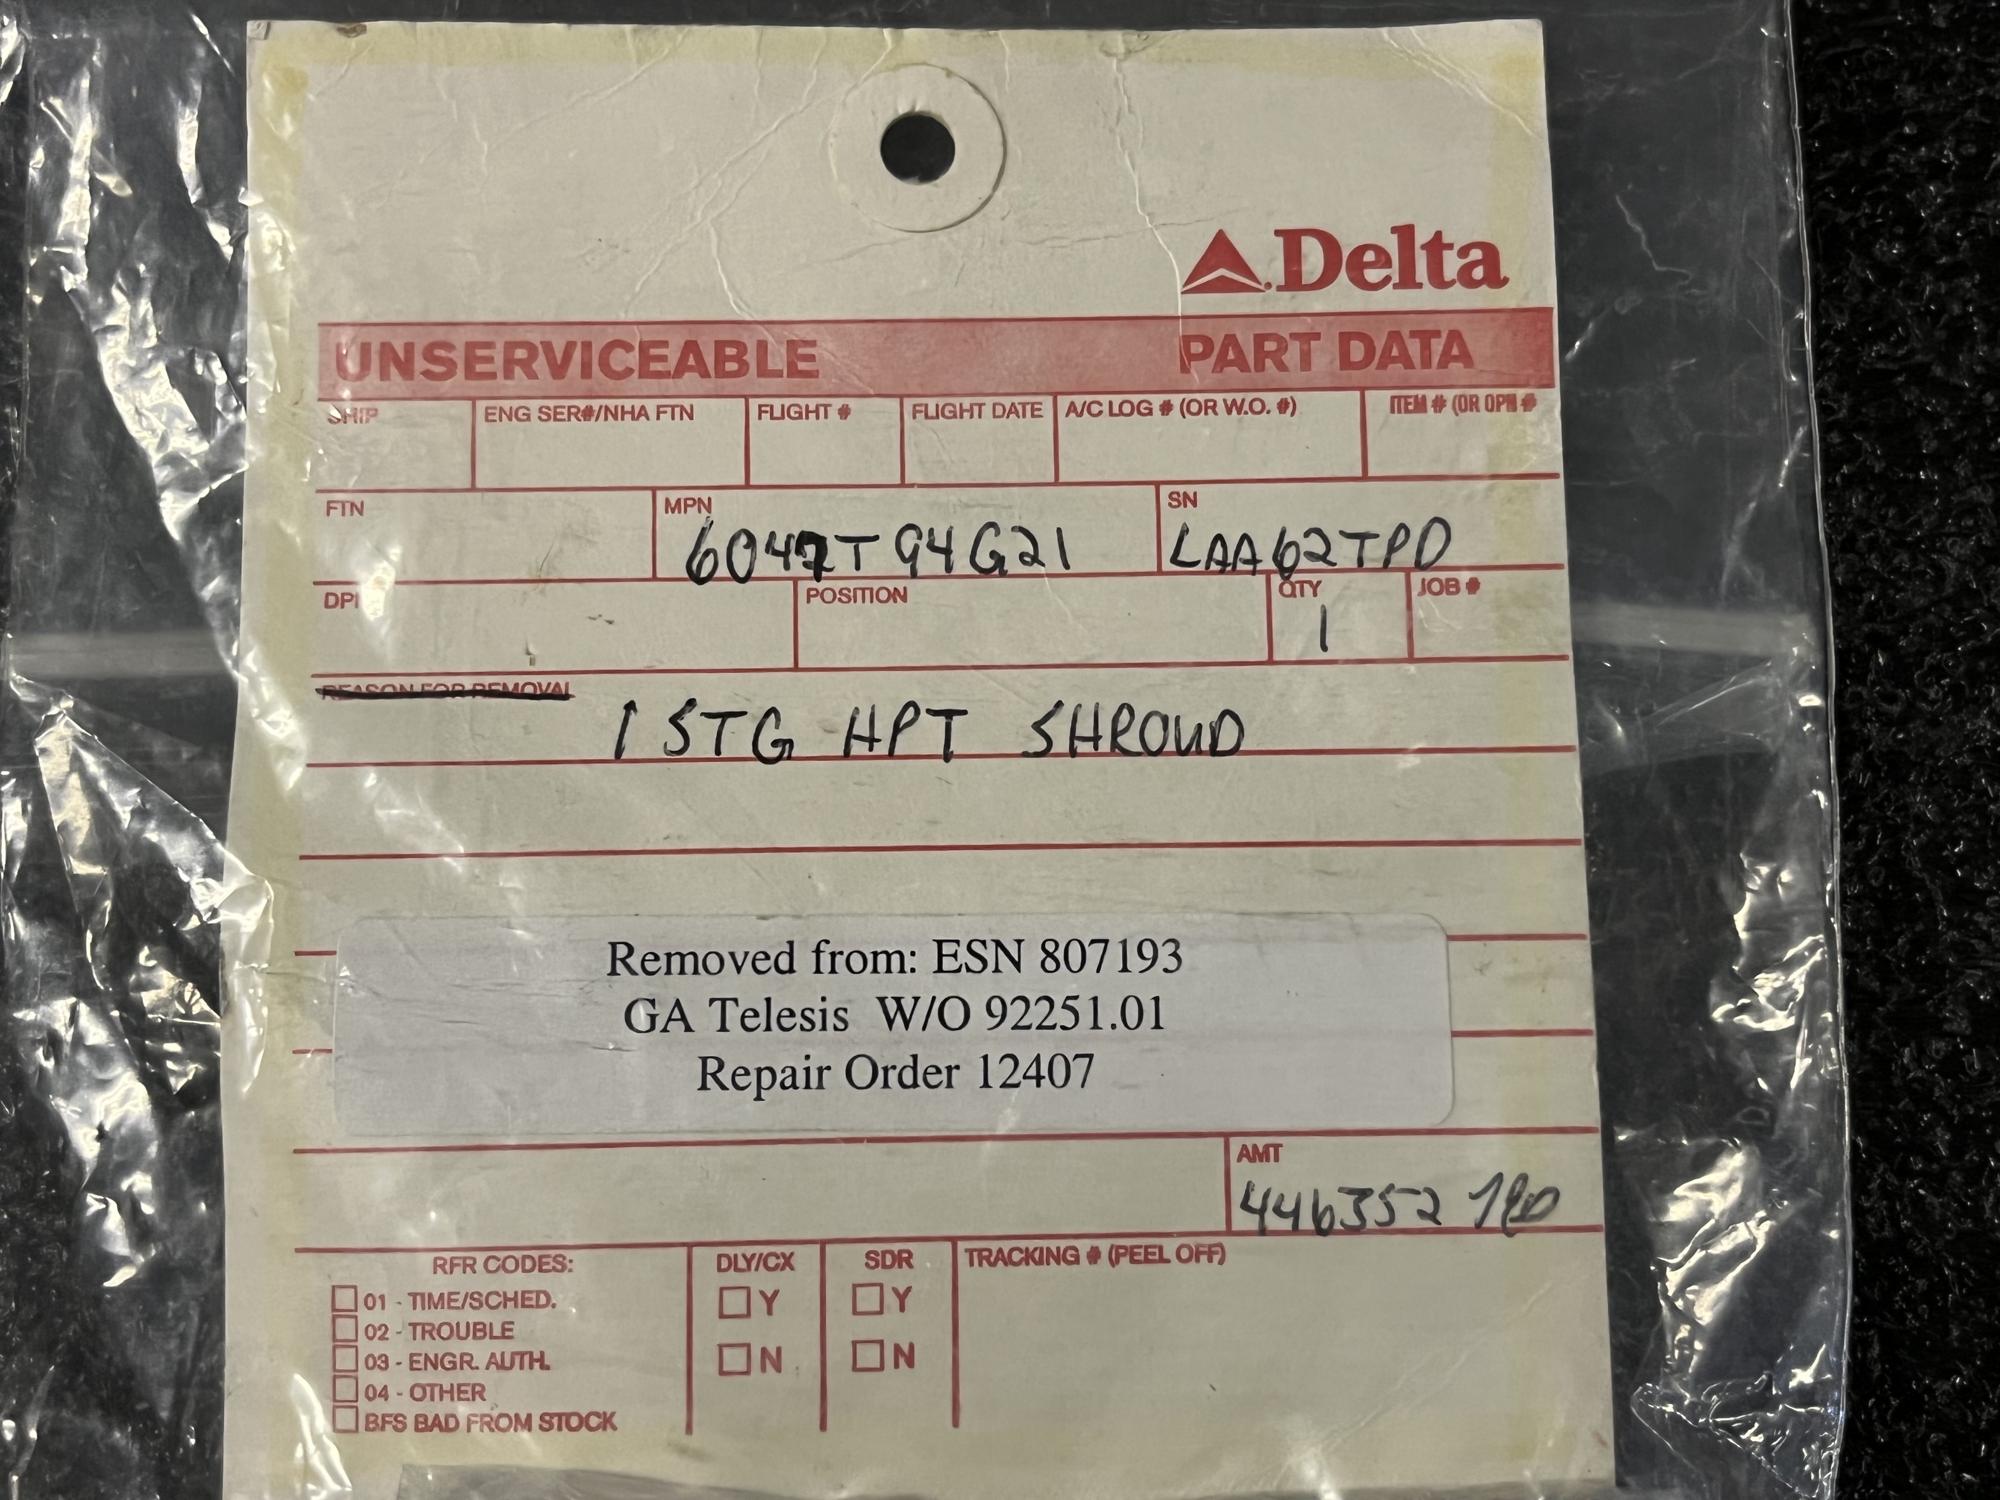 Delta
UNSERVICEABLE PART DATA
SHIP ENG SER#/NHA FTN FLIGHT # FLIGHT DATE A/C LOG # (OR W.O. #) ITEM # (OR OPN #
FTN MPN SN
6047T94G21 LAA62TPD
DPI POSITION QTY JOB #
1
REASON FOR REMOVAL
1 STG HPT SHROUD
Removed from: ESN 807193
GA Telesis W/O 92251.01
Repair Order 12407
AMT
446352
RFR CODES: DLY/CX SDR TRACKING # (PEEL OFF)
01 - TIME/SCHED. Y Y
02 - TROUBLE
03 - ENGR. AUTH. N N
04 - OTHER
BFS BAD FROM STOCK